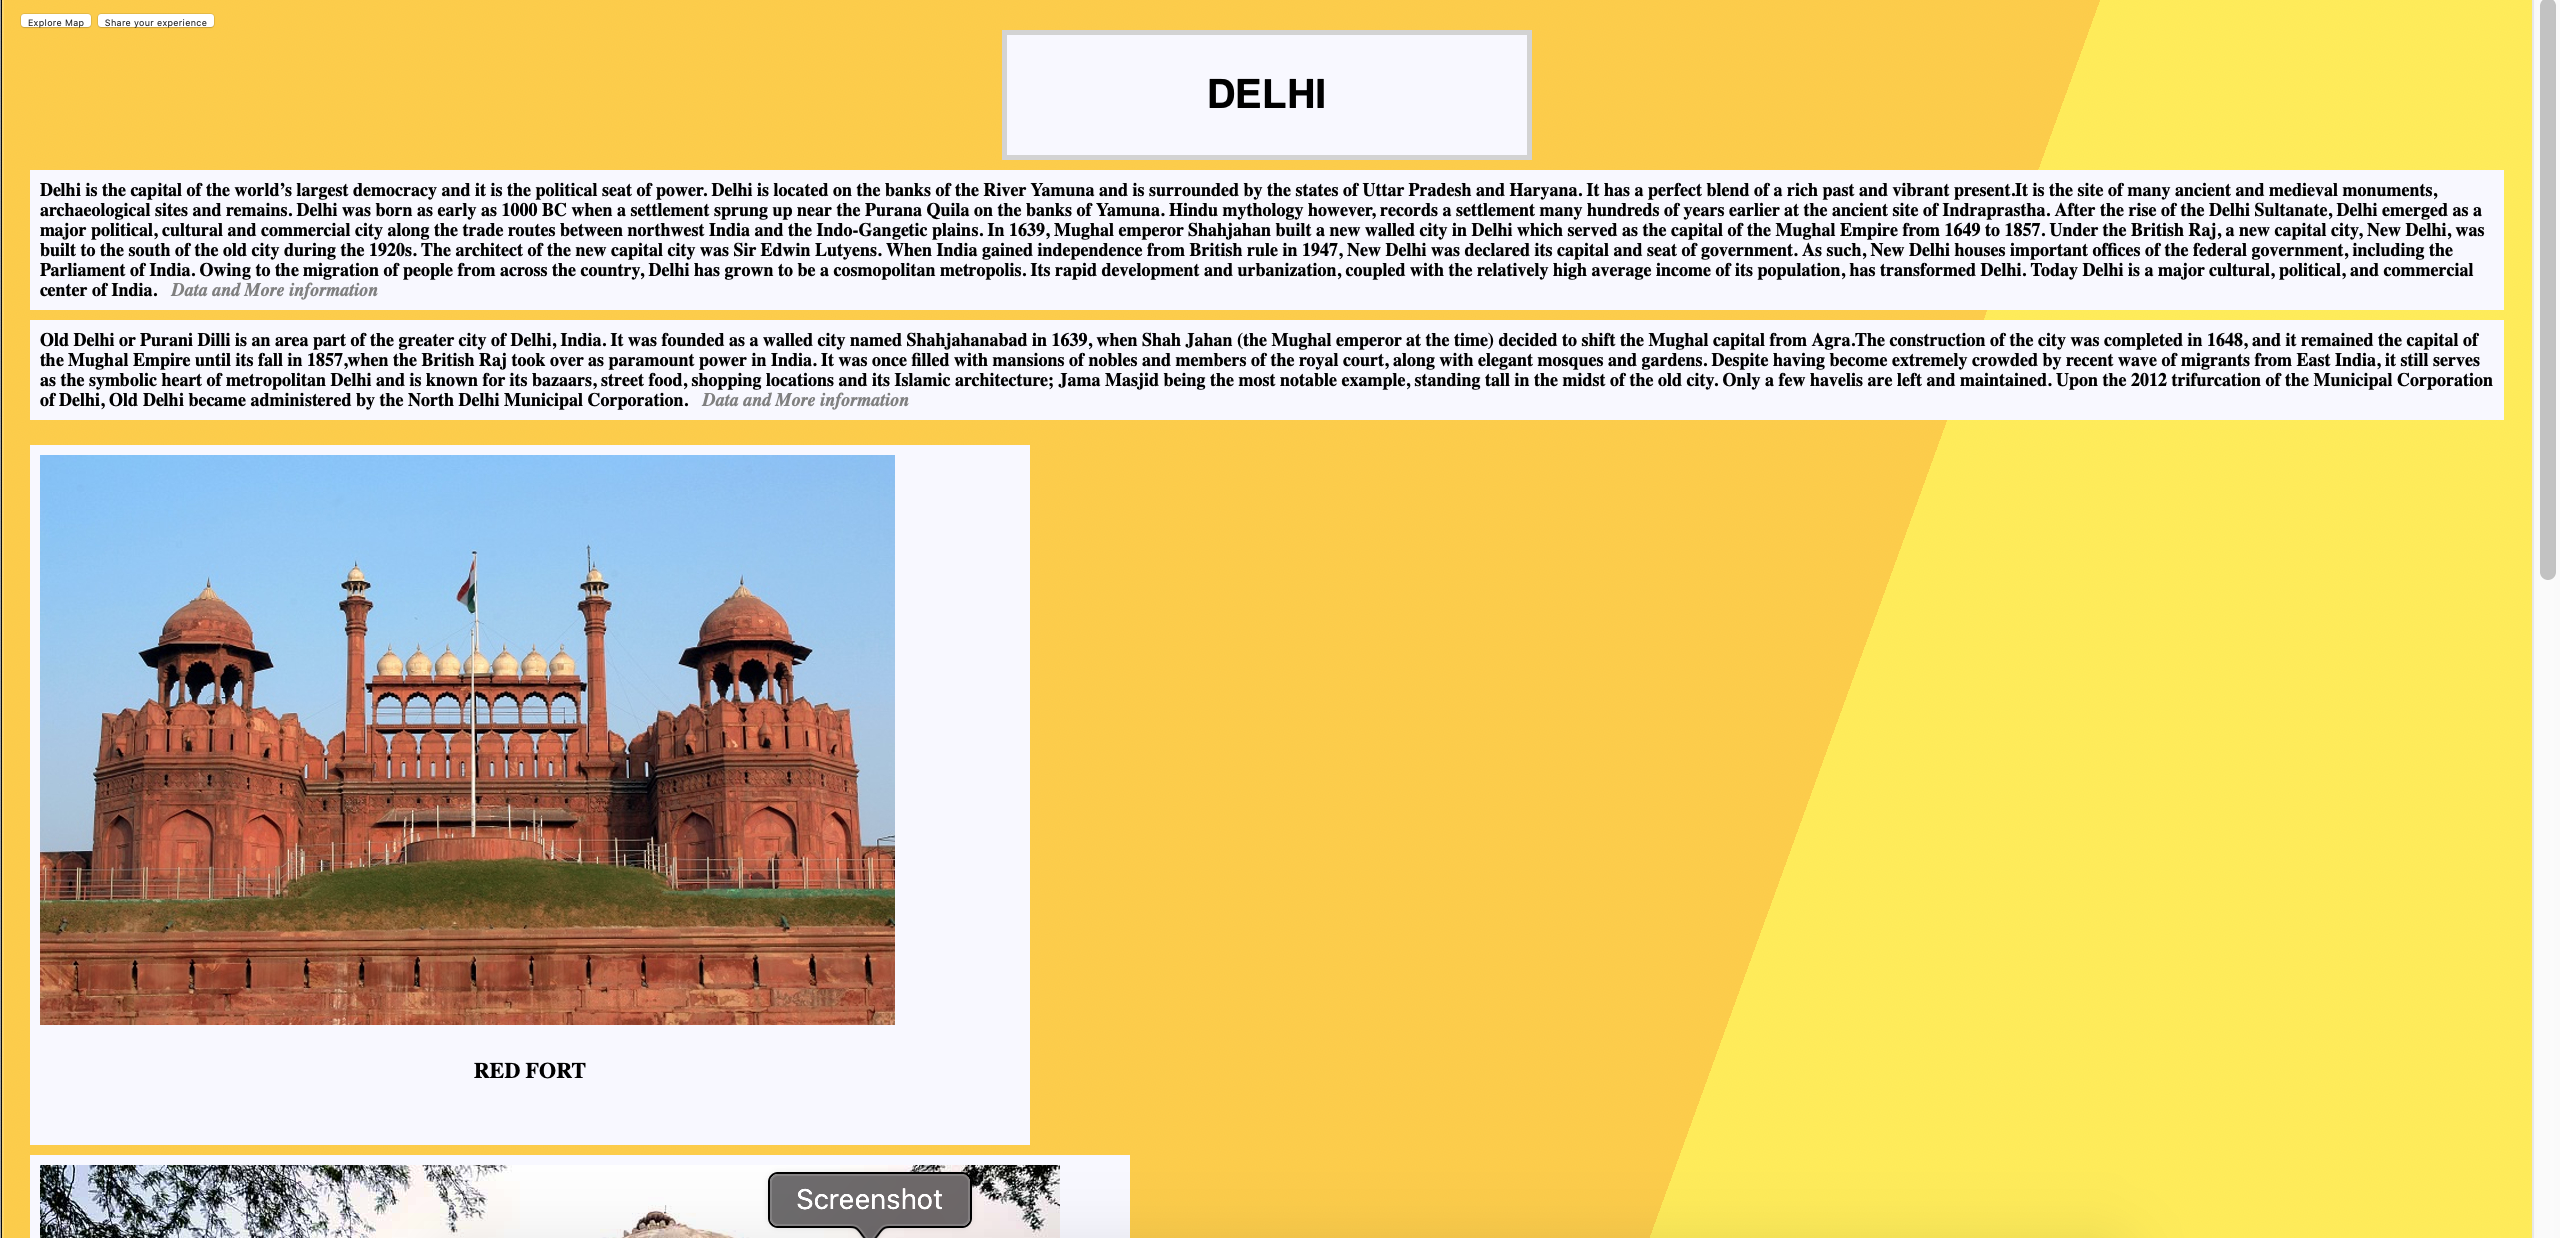 Explore Map Share your experience
DELHI
Delhi is the capital of the world’s largest democracy and it is the political seat of power. Delhi is located on the banks of the River Yamuna and is surrounded by the states of Uttar Pradesh and Haryana. It has a perfect blend of a rich past and vibrant present.It is the site of many ancient and medieval monuments,
archaeological sites and remains. Delhi was born as early as 1000 BC when a settlement sprung up near the Purana Quila on the banks of Yamuna. Hindu mythology however, records a settlement many hundreds of years earlier at the ancient site of Indraprastha. After the rise of the Delhi Sultanate, Delhi emerged as a
major political, cultural and commercial city along the trade routes between northwest India and the Indo-Gangetic plains. In 1639, Mughal emperor Shahjahan built a new walled city in Delhi which served as the capital of the Mughal Empire from 1649 to 1857. Under the British Raj, a new capital city, New Delhi, was
built to the south of the old city during the 1920s. The architect of the new capital city was Sir Edwin Lutyens. When India gained independence from British rule in 1947, New Delhi was declared its capital and seat of government. As such, New Delhi houses important offices of the federal government, including the
Parliament of India. Owing to the migration of people from across the country, Delhi has grown to be a cosmopolitan metropolis. Its rapid development and urbanization, coupled with the relatively high average income of its population, has transformed Delhi. Today Delhi is a major cultural, political, and commercial
center of India. Data and More information
Old Delhi or Purani Dilli is an area part of the greater city of Delhi, India. It was founded as a walled city named Shahjahanabad in 1639, when Shah Jahan (the Mughal emperor at the time) decided to shift the Mughal capital from Agra.The construction of the city was completed in 1648, and it remained the capital of
the Mughal Empire until its fall in 1857,when the British Raj took over as paramount power in India. It was once filled with mansions of nobles and members of the royal court, along with elegant mosques and gardens. Despite having become extremely crowded by recent wave of migrants from East India, it still serves
as the symbolic heart of metropolitan Delhi and is known for its bazaars, street food, shopping locations and its Islamic architecture; Jama Masjid being the most notable example, standing tall in the midst of the old city. Only a few havelis are left and maintained. Upon the 2012 trifurcation of the Municipal Corporation
of Delhi, Old Delhi became administered by the North Delhi Municipal Corporation. Data and More information
RED FORT
Screenshot